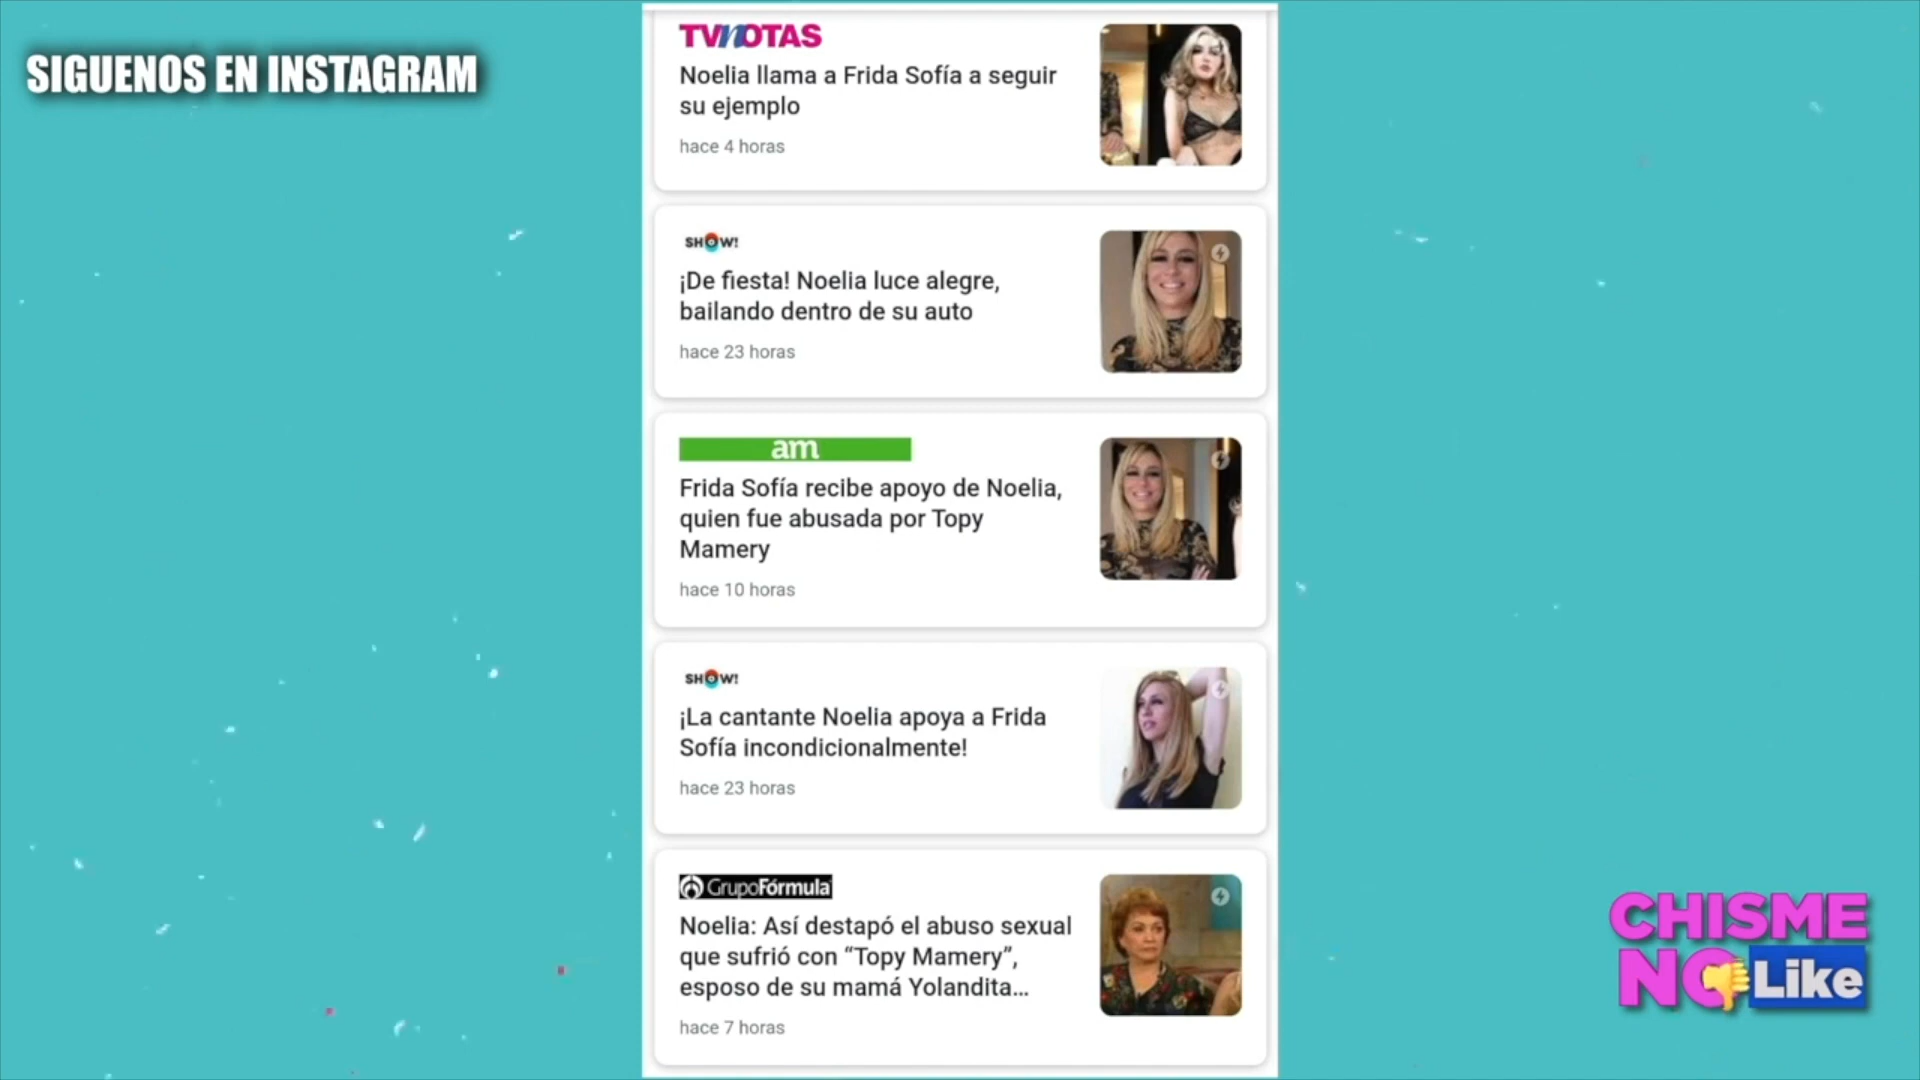 SIGUENOS EN INSTAGRAM
TVNOTAS
Noelia llama a Frida Sofía a seguir
su ejemplo
hace 4 horas
SHOW!
¡De fiesta! Noelia luce alegre,
bailando dentro de su auto
hace 23 horas
am
Frida Sofía recibe apoyo de Noelia,
quien fue abusada por Topy
Mamery
hace 10 horas
SHOW!
¡La cantante Noelia apoya a Frida
Sofía incondicionalmente!
hace 23 horas
GrupoFórmula
Noelia: Así destapó el abuso sexual
que sufrió con “Topy Mamery”,
esposo de su mamá Yolandita...
hace 7 horas
CHISME
NO Like